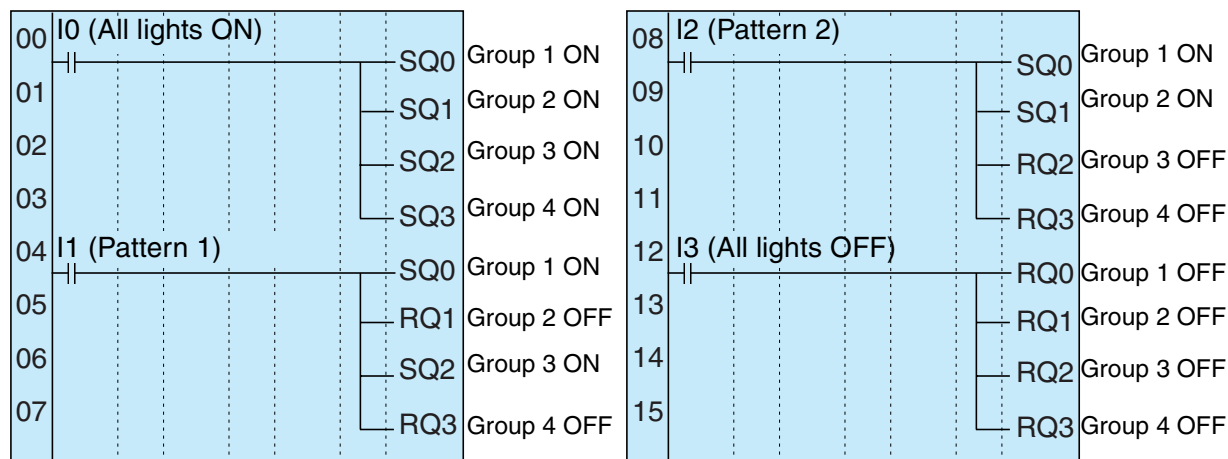 00 I0 (All lights ON)
SQ0 Group 1 ON
01 SQ1 Group 2 ON
02 SQ2 Group 3 ON
03 SQ3 Group 4 ON
04 I1 (Pattern 1)
SQ0 Group 1 ON
05 RQ1 Group 2 OFF
06 SQ2 Group 3 ON
07 RQ3 Group 4 OFF
08 I2 (Pattern 2)
SQ0 Group 1 ON
09 SQ1 Group 2 ON
10 RQ2 Group 3 OFF
11 RQ3 Group 4 OFF
12 I3 (All lights OFF)
RQ0 Group 1 OFF
13 RQ1 Group 2 OFF
14 RQ2 Group 3 OFF
15 RQ3 Group 4 OFF